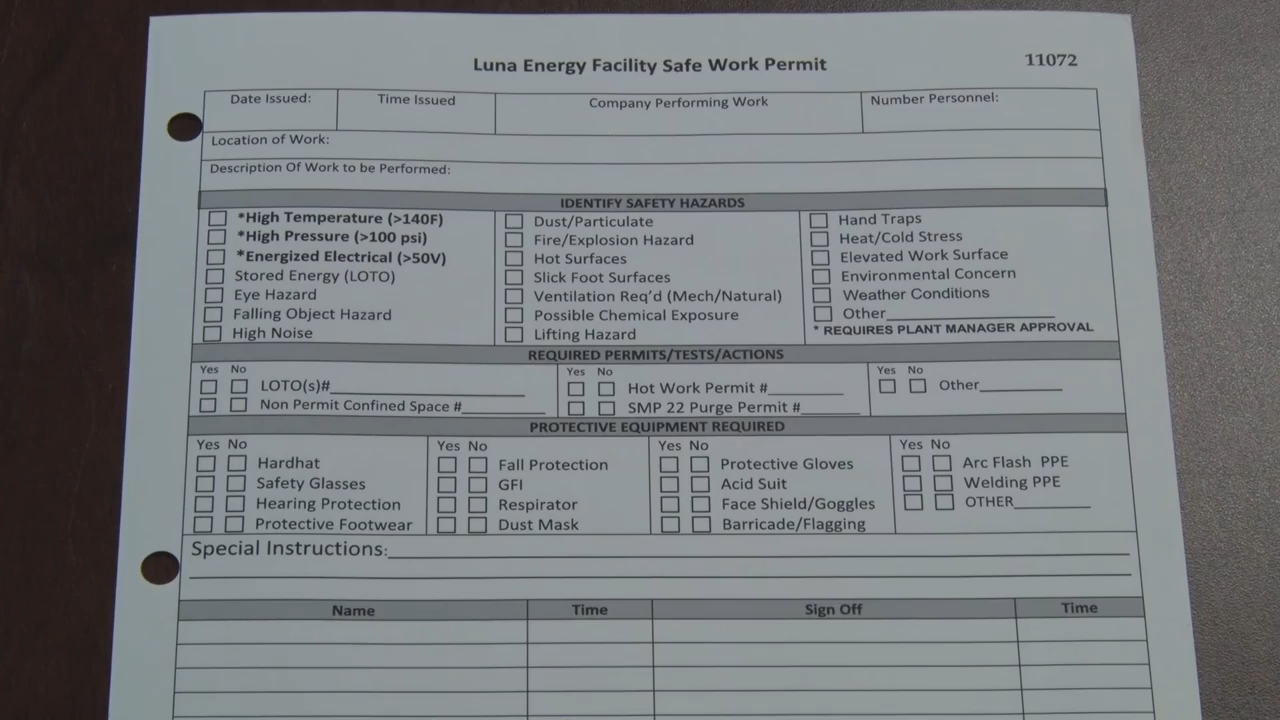 Luna Energy Facility Safe Work Permit 11072
Date Issued: Time Issued Company Performing Work Number Personnel:
Location of Work:
Description Of Work to be Performed:
IDENTIFY SAFETY HAZARDS
*High Temperature (>140F)
*High Pressure (>100 psi)
*Energized Electrical (>50V)
Stored Energy (LOTO)
Eye Hazard
Falling Object Hazard
High Noise
Dust/Particulate
Fire/Explosion Hazard
Hot Surfaces
Slick Foot Surfaces
Ventilation Req'd (Mech/Natural)
Possible Chemical Exposure
Lifting Hazard
Hand Traps
Heat/Cold Stress
Elevated Work Surface
Environmental Concern
Weather Conditions
Other
* REQUIRES PLANT MANAGER APPROVAL
REQUIRED PERMITS/TESTS/ACTIONS
Yes No
LOTO(s)#
Non Permit Confined Space #
Yes No
Hot Work Permit #
SMP 22 Purge Permit #
Yes No
Other
PROTECTIVE EQUIPMENT REQUIRED
Yes No
Hardhat
Safety Glasses
Hearing Protection
Protective Footwear
Yes No
Fall Protection
GFI
Respirator
Dust Mask
Yes No
Protective Gloves
Acid Suit
Face Shield/Goggles
Barricade/Flagging
Yes No
Arc Flash PPE
Welding PPE
OTHER
Special Instructions:
Name Time Sign Off Time